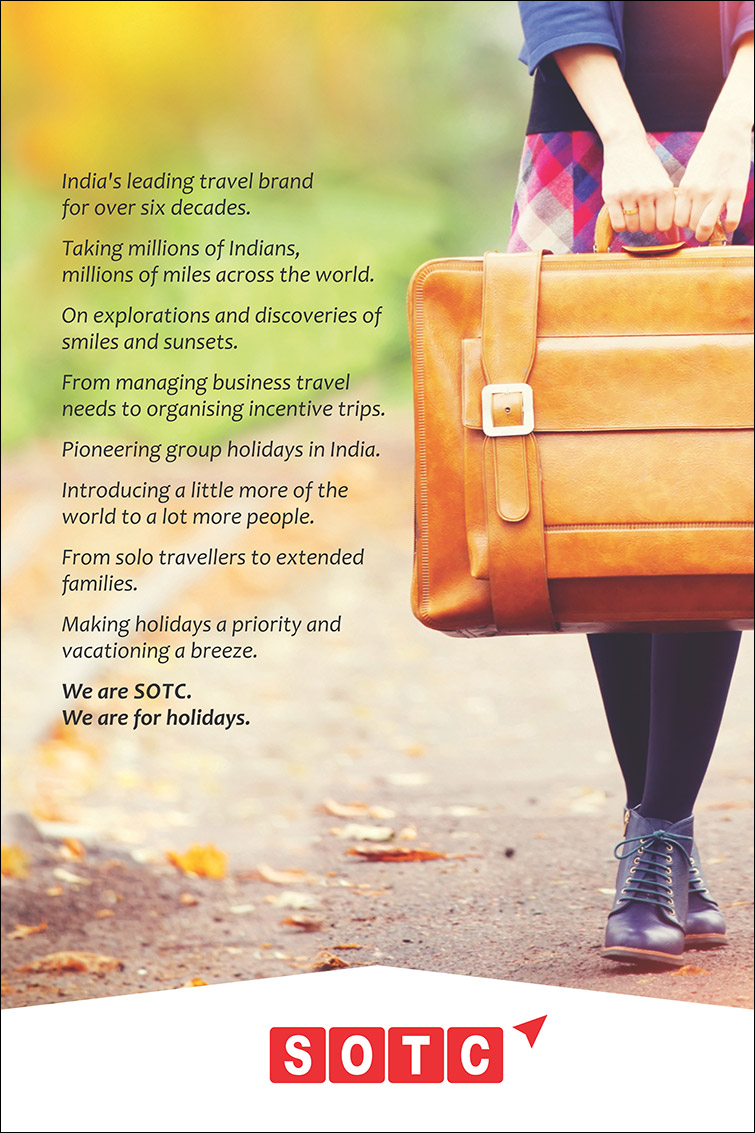 India's leading travel brand
for over six decades.
Taking millions of Indians,
millions of miles across the world.
On explorations and discoveries of
smiles and sunsets.
From managing business travel
needs to organising incentive trips.
Pioneering group holidays in India.
Introducing a little more of the
world to a lot more people.
From solo travellers to extended
families.
Making holidays a priority and
vacationing a breeze.
We are SOTC.
We are for holidays.
SOTC